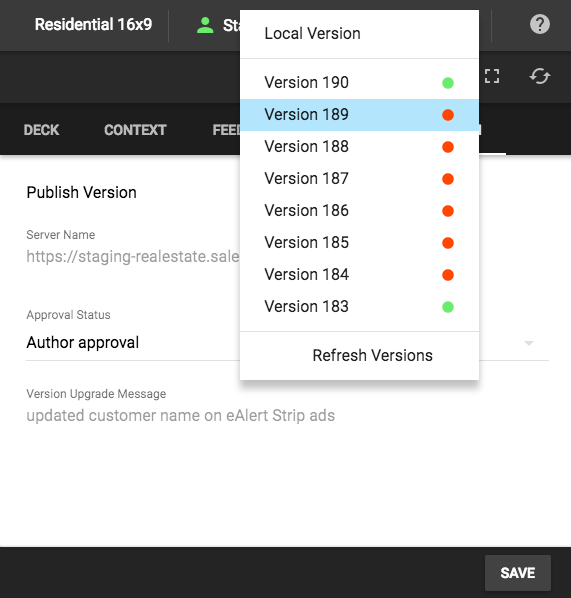 Residential 16x9
Local Version
Version 190
Version 189
Version 188
Version 187
Version 186
Version 185
Version 184
Version 183
Refresh Versions
DECK CONTEXT
Publish Version
Server Name
https://staging-realestate.sale
Approval Status
Author approval
Version Upgrade Message
updated customer name on eAlert Strip ads
SAVE